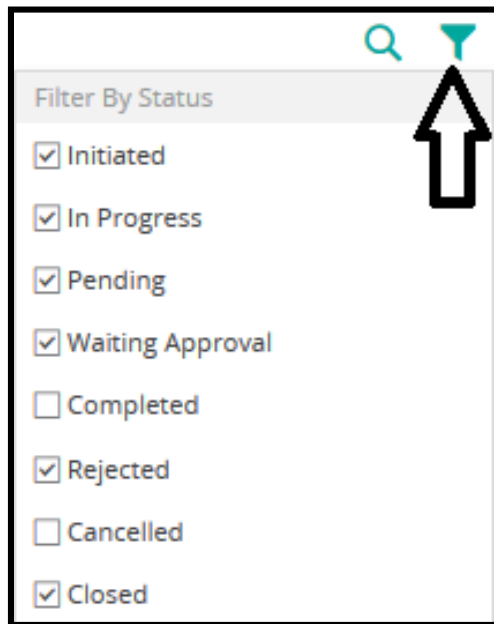 Filter By Status
Initiated
In Progress
Pending
Waiting Approval
Completed
Rejected
Cancelled
Closed